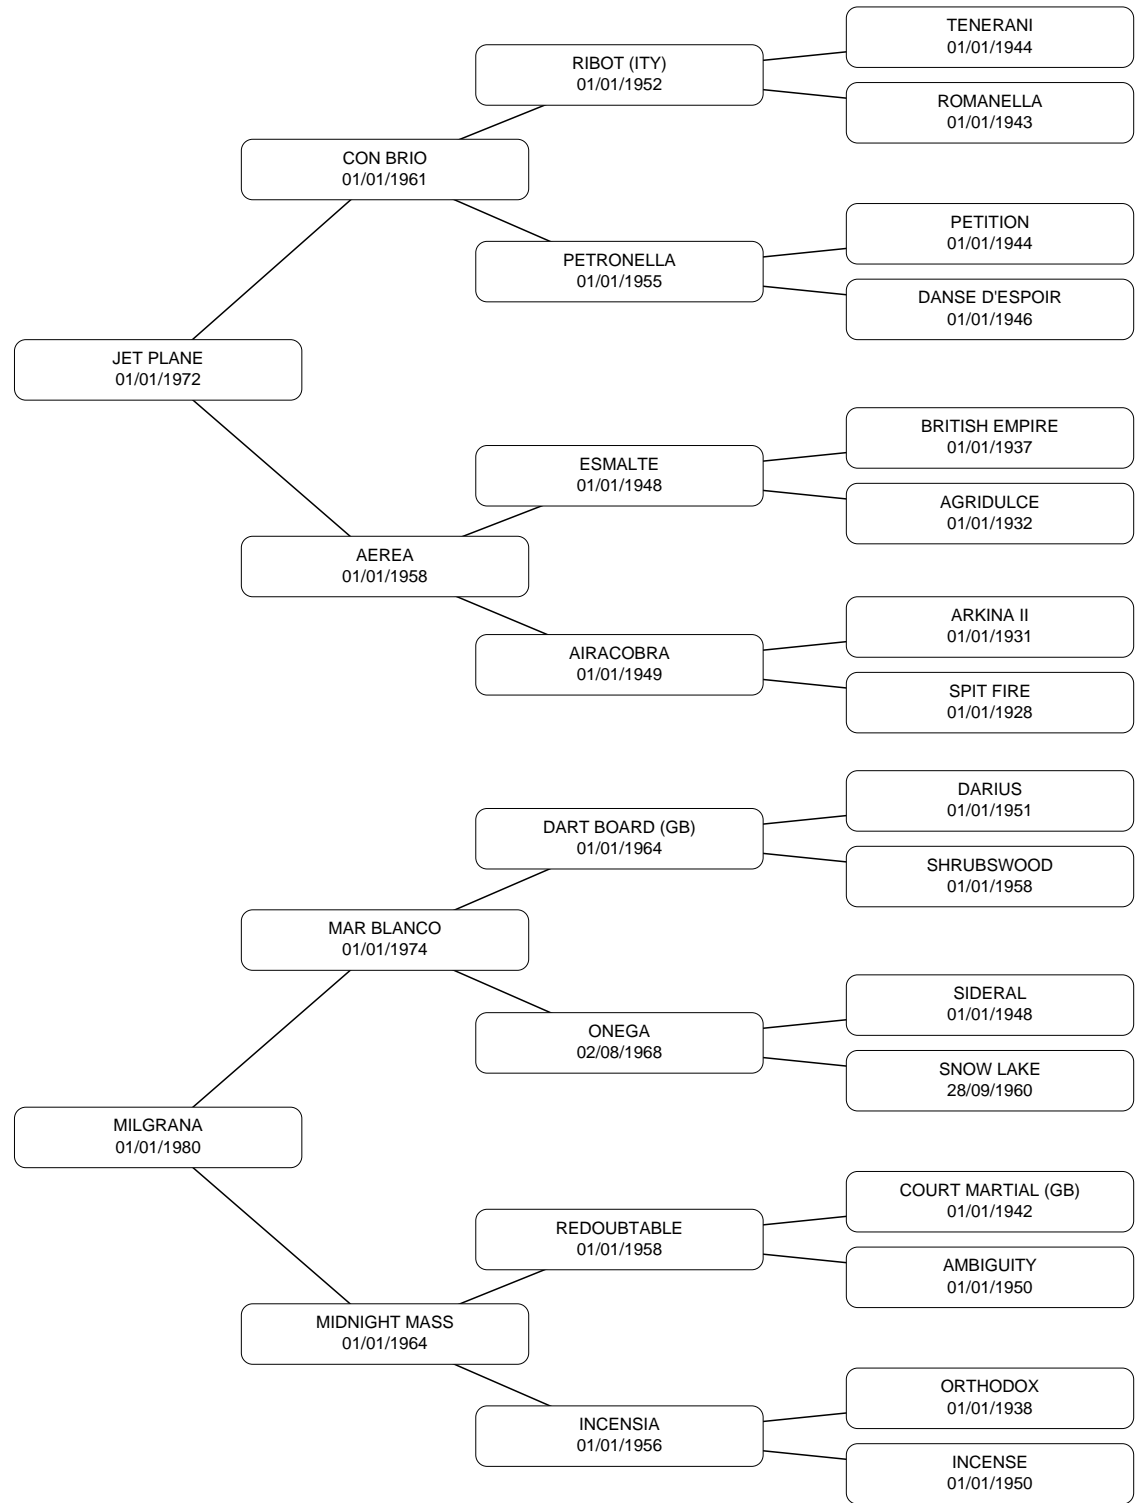 TENERANI
01/01/1944
RIBOT (ITY)
01/01/1952
ROMANELLA
01/01/1943
CON BRIO
01/01/1961
PETITION
01/01/1944
PETRONELLA
01/01/1955
DANSE D'ESPOIR
01/01/1946
JET PLANE
01/01/1972
BRITISH EMPIRE
01/01/1937
ESMALTE
01/01/1948
AGRIDULCE
01/01/1932
AEREA
01/01/1958
ARKINA II
01/01/1931
AIRACOBRA
01/01/1949
SPIT FIRE
01/01/1928
DARIUS
01/01/1951
DART BOARD (GB)
01/01/1964
SHRUBSWOOD
01/01/1958
MAR BLANCO
01/01/1974
SIDERAL
01/01/1948
ONEGA
02/08/1968
SNOW LAKE
28/09/1960
MILGRANA
01/01/1980
COURT MARTIAL (GB)
01/01/1942
REDOUBTABLE
01/01/1958
AMBIGUITY
01/01/1950
MIDNIGHT MASS
01/01/1964
ORTHODOX
01/01/1938
INCENSIA
01/01/1956
INCENSE
01/01/1950